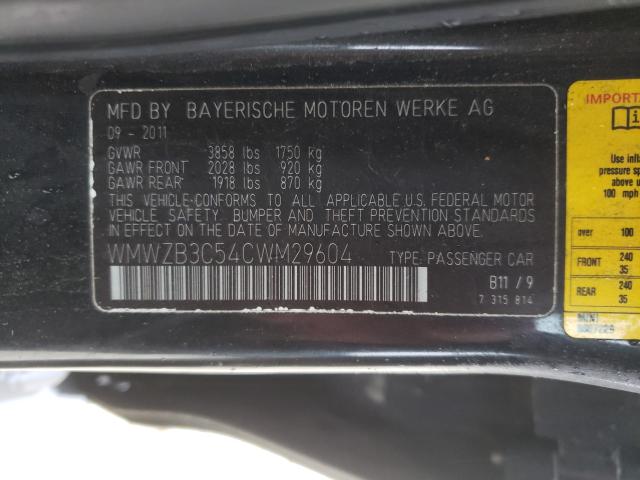 MFD BY BAYERISCHE MOTOREN WERKE AG
09 - 2011
GVWR 3858 lbs 1750 kg
GAWR FRONT 2028 lbs 920 kg
GAWR REAR 1918 lbs 870 kg
THIS VEHICLE CONFORMS TO ALL APPLICABLE U.S. FEDERAL MOTOR
VEHICLE SAFETY, BUMPER AND THEFT PREVENTION STANDARDS
IN EFFECT ON THE DATE OF MANUFACTURE SHOWN ABOVE.
WMWZB3C54CWM29604 TYPE: PASSENGER CAR
B11 / 9
7 315 814
IMPORTA
Use infl
pressure sp
above u
100 mph
over 100
FRONT 240
35
REAR 240
35
MINI